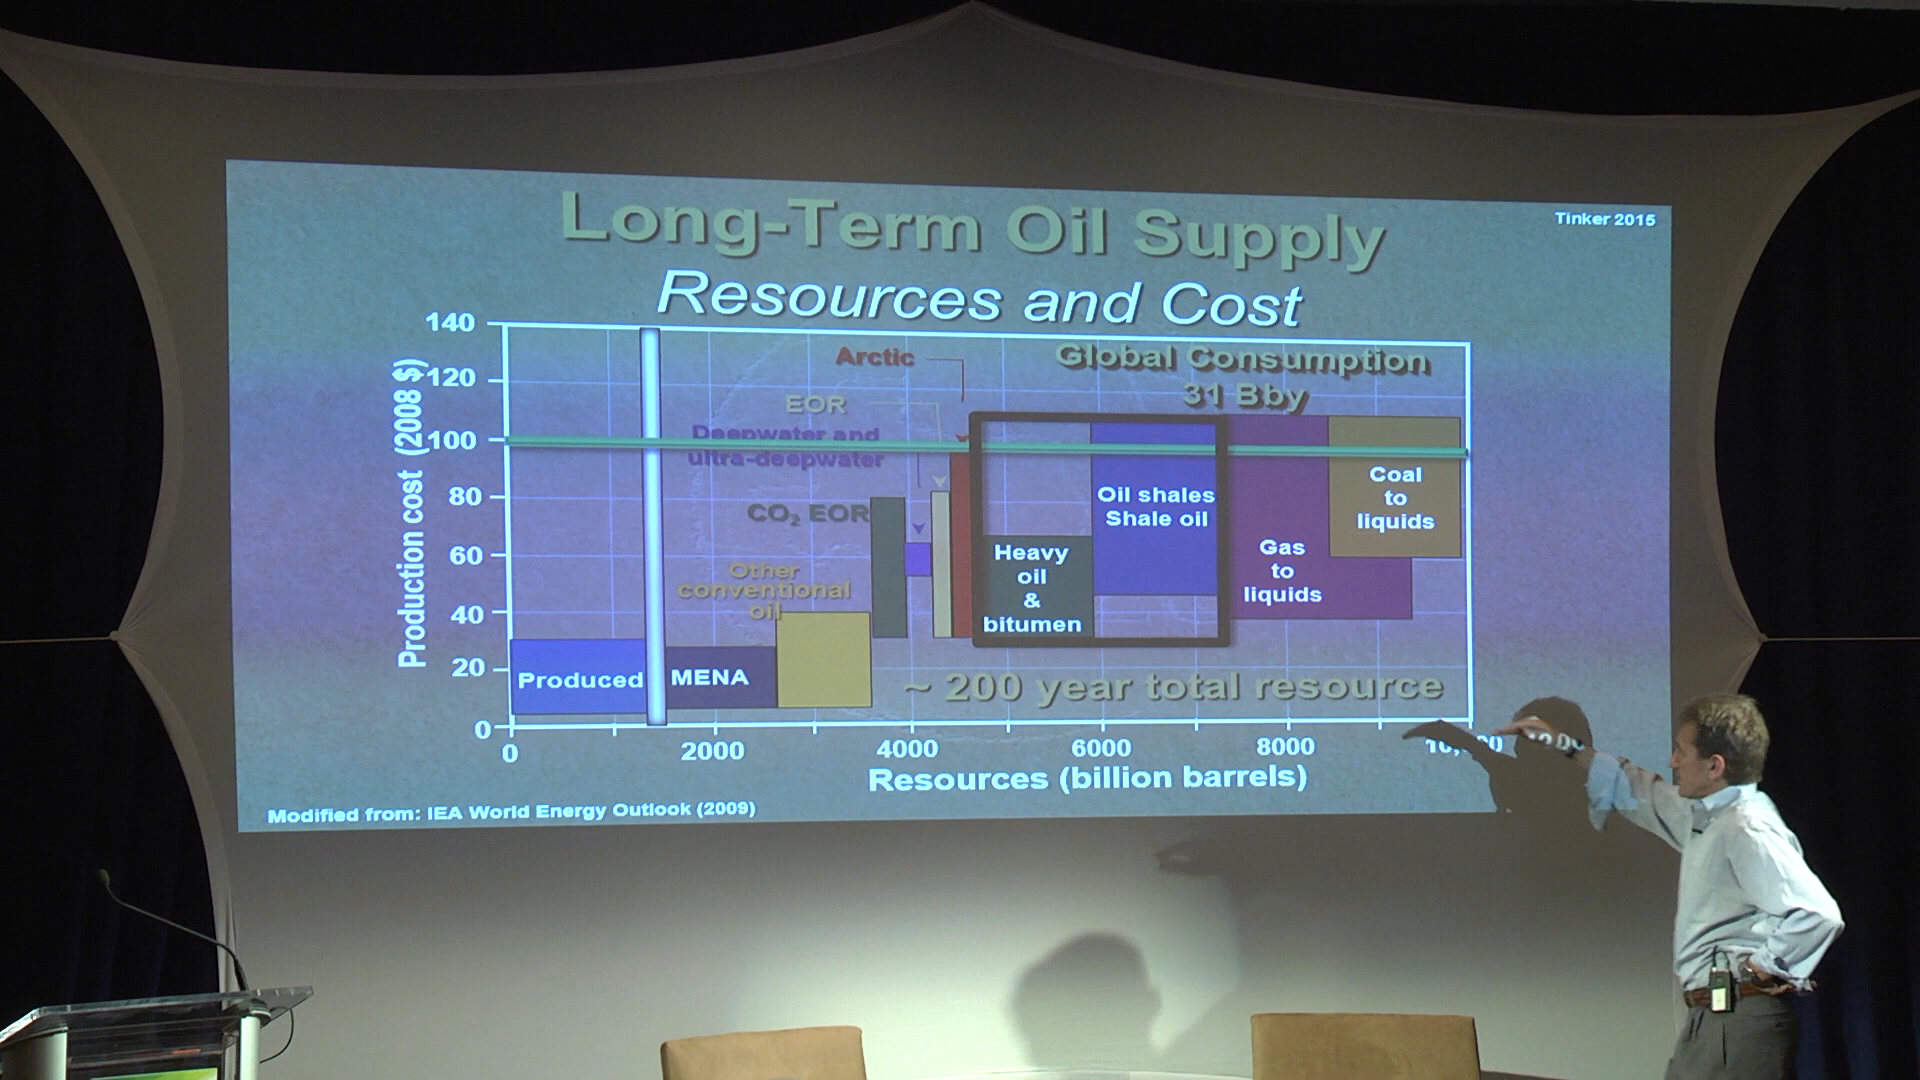 Long-Term Oil Supply
Tinker 2015
Resources and Cost
140
120
100
80
60
40
20
0
Production cost (2008 $)
Arctic
EOR
Deepwater and
ultra-deepwater
CO₂ EOR
Other
conventional
oil
Global Consumption
31 Bby
Produced
MENA
Heavy
oil
&
bitumen
Oil shales
Shale oil
Gas
to
liquids
Coal
to
liquids
~ 200 year total resource
0
2000
4000
6000
8000
10,000
Resources (billion barrels)
Modified from: IEA World Energy Outlook (2009)